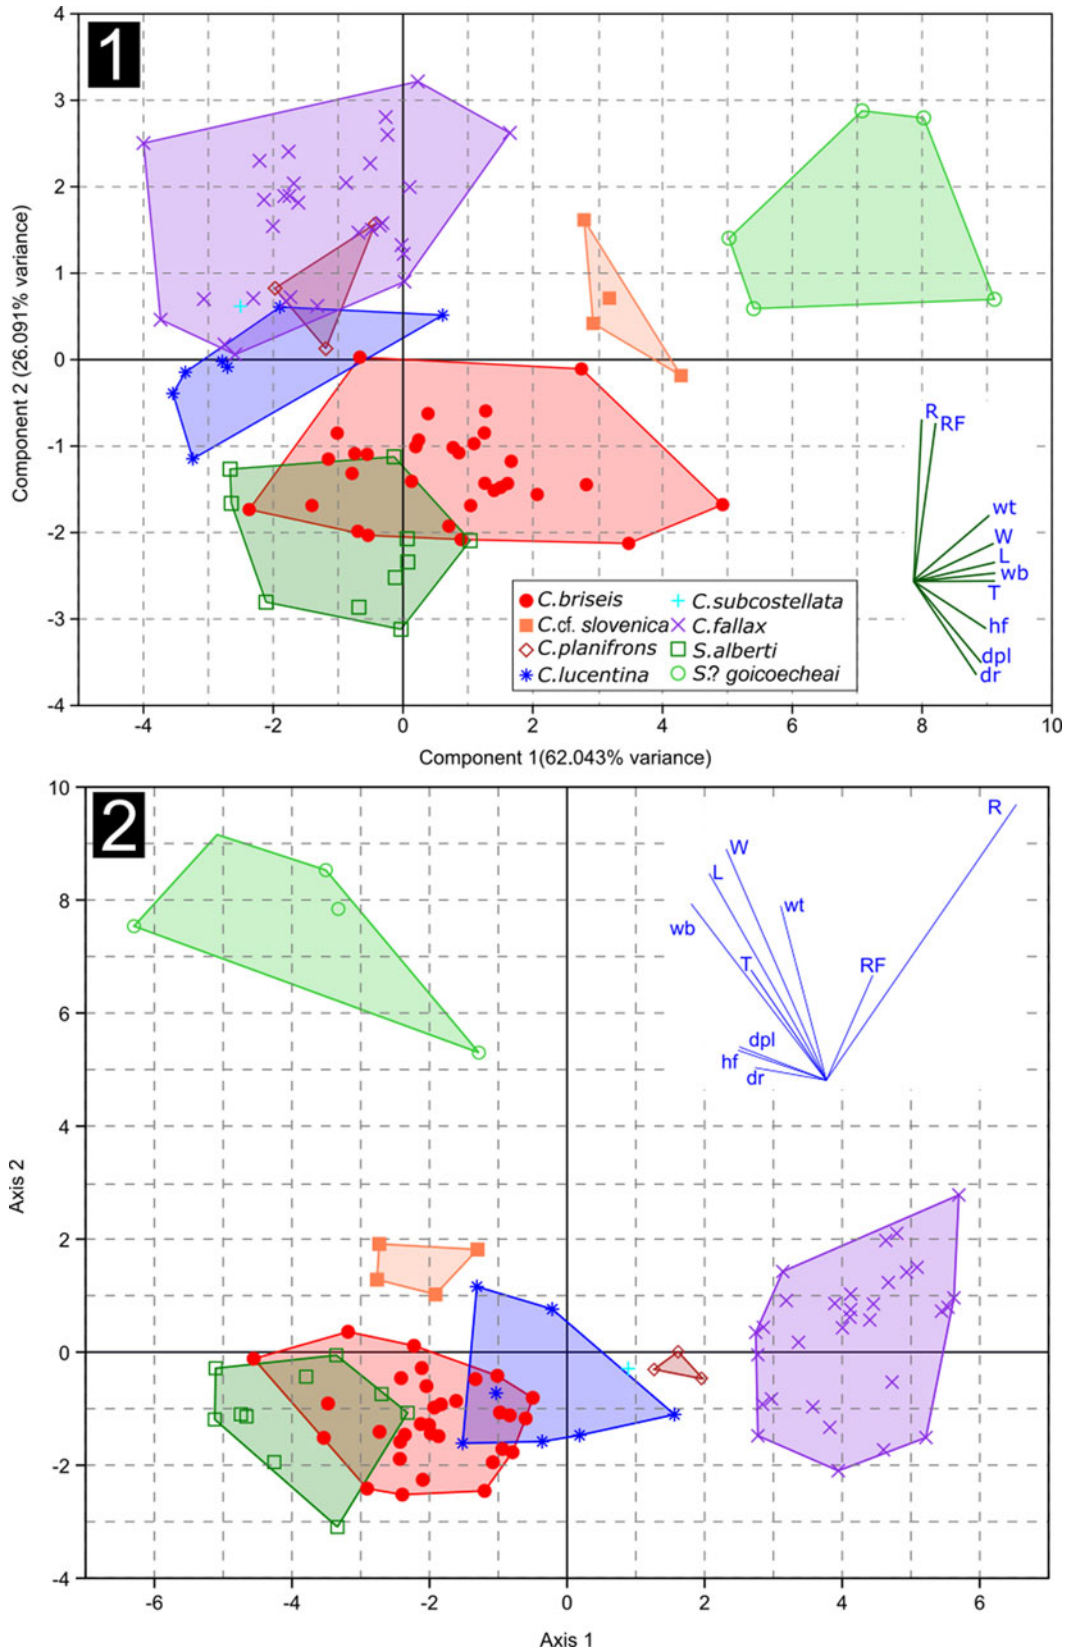 1
4
3
2
1
0
-1
-2
-3
-4
Component 2 (26.091% variance)
R
RF
wt
W
L
wb
T
hf
dpl
dr
C.briseis
C.subcostellata
C.cf. slovenica
C.fallax
C.planifrons
S.alberti
C.lucentina
S.? goicoecheai
-4
-2
0
2
4
6
8
10
Component 1(62.043% variance)
2
10
8
6
4
2
0
-2
-4
Axis 2
R
W
L
wt
wb
T
RF
dpl
hf
dr
-6
-4
-2
0
2
4
6
Axis 1